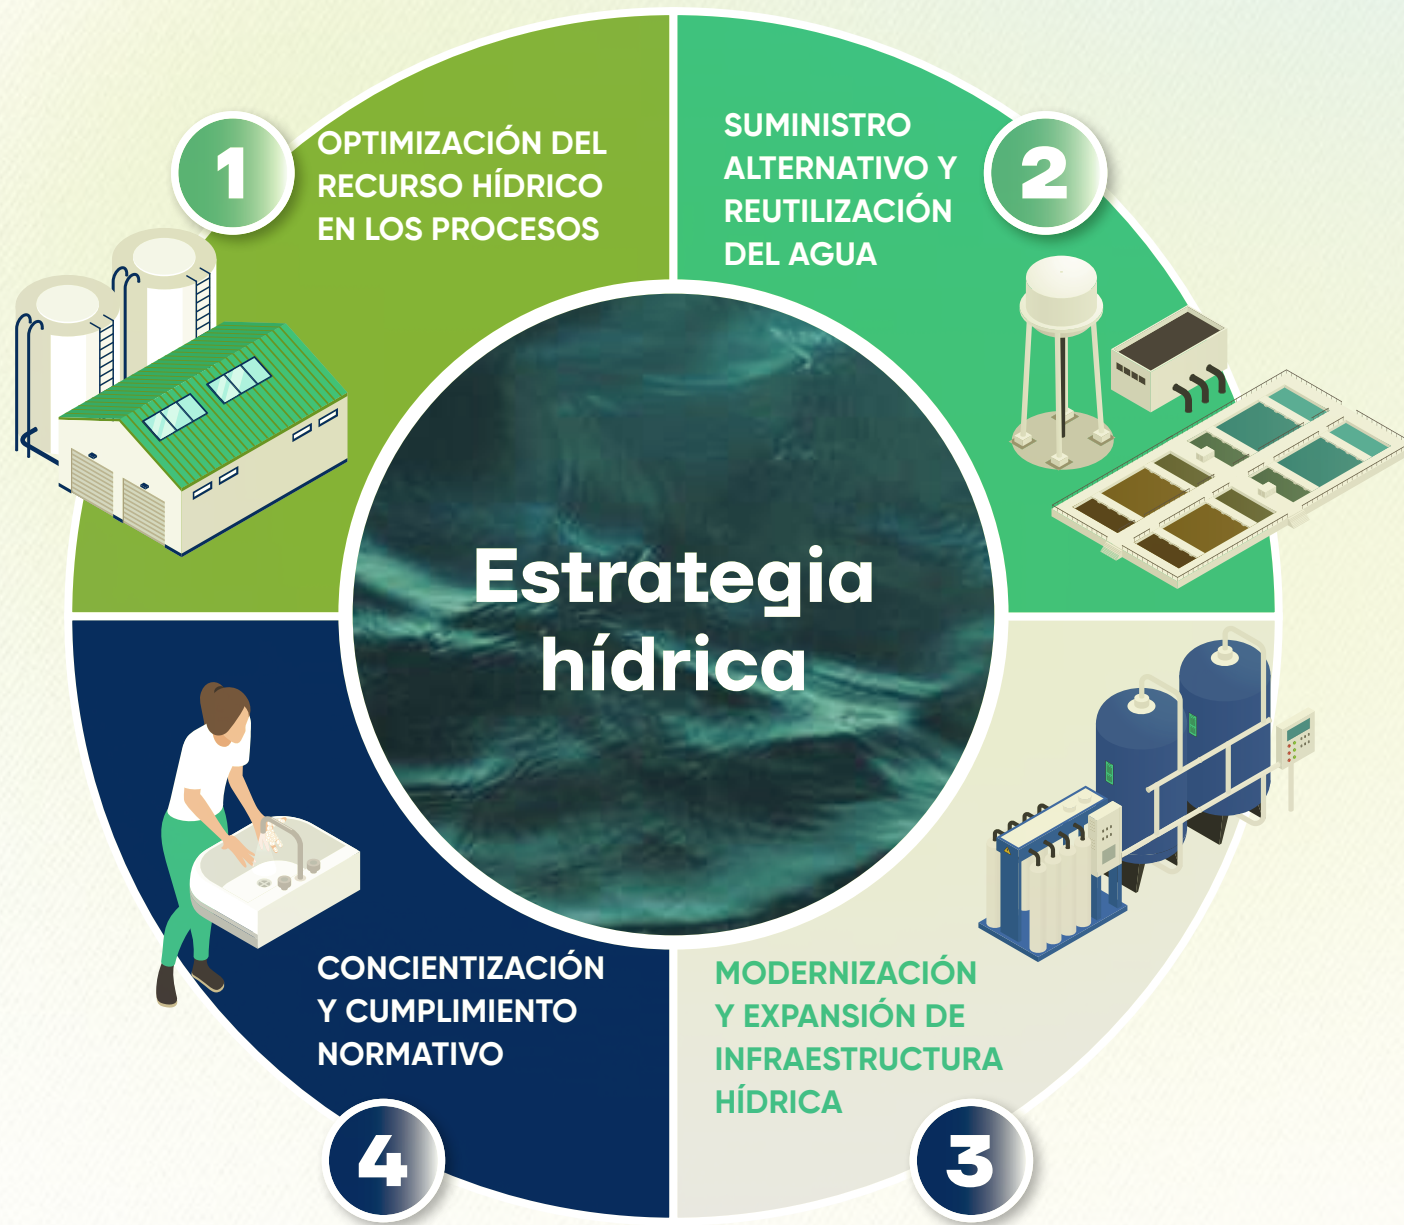 1
OPTIMIZACIÓN DEL
RECURSO HÍDRICO
EN LOS PROCESOS
SUMINISTRO
ALTERNATIVO Y
REUTILIZACIÓN
DEL AGUA
2
Estrategia
hídrica
MODERNIZACIÓN
Y EXPANSIÓN DE
INFRAESTRUCTURA
HÍDRICA
3
CONCIENTIZACIÓN
Y CUMPLIMIENTO
NORMATIVO
4